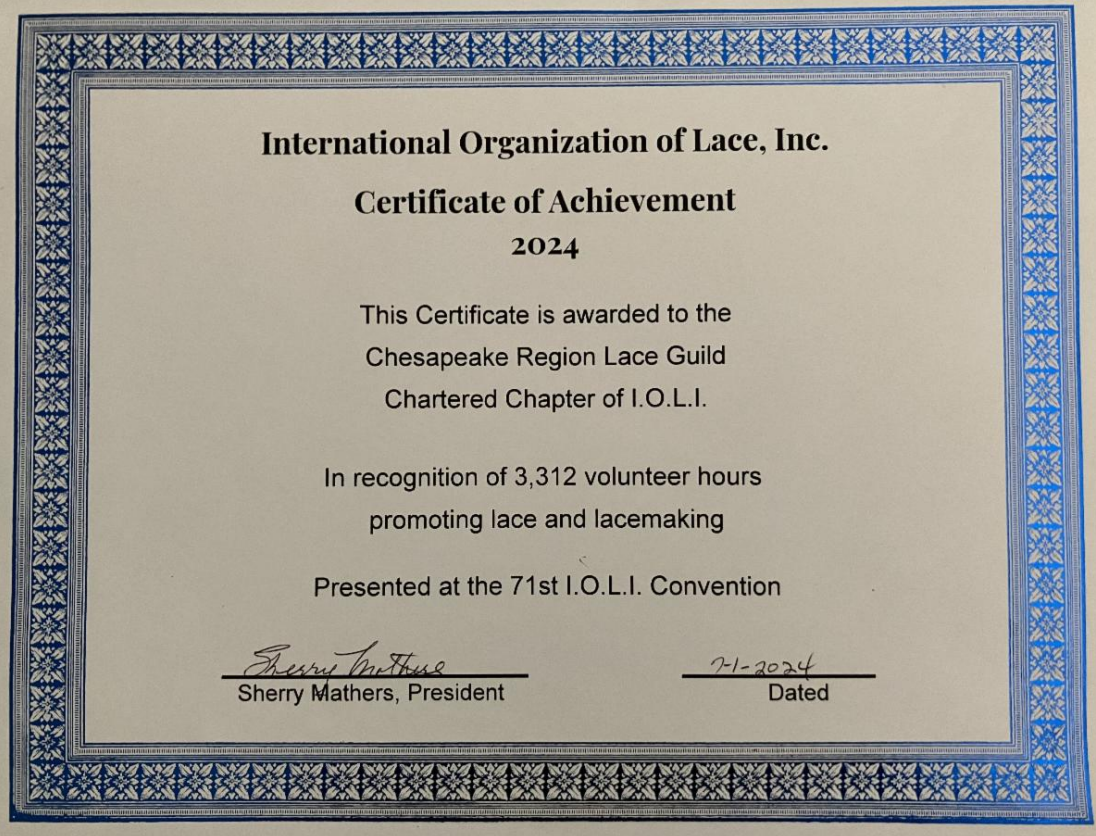 International Organization of Lace, Inc.
Certificate of Achievement
2024
This Certificate is awarded to the
Chesapeake Region Lace Guild
Chartered Chapter of I.O.L.I.
In recognition of 3,312 volunteer hours
promoting lace and lacemaking
Presented at the 71st I.O.L.I. Convention
Sherry Mathers 7-1-2024
Sherry Mathers, President Dated